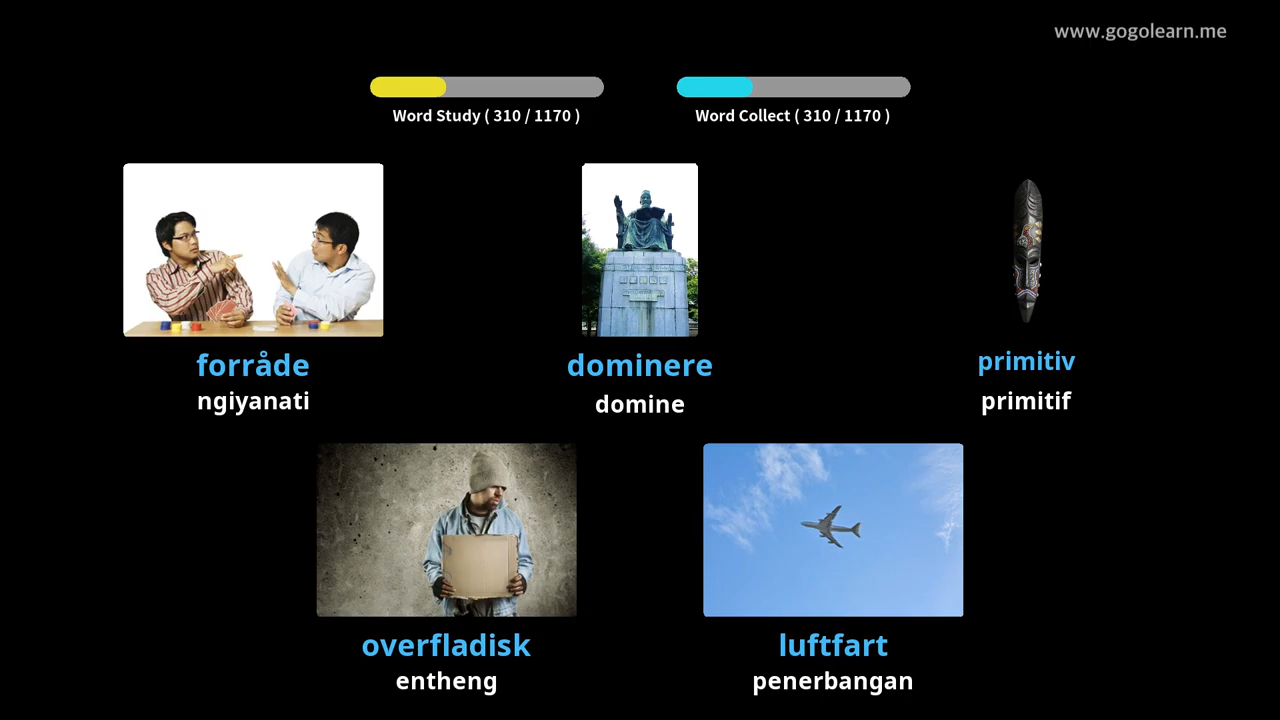 www.gogolearn.me
Word Study ( 310 / 1170 )
Word Collect ( 310 / 1170 )
forråde
ngiyanati
dominere
domine
primitiv
primitif
overfladisk
entheng
luftfart
penerbangan